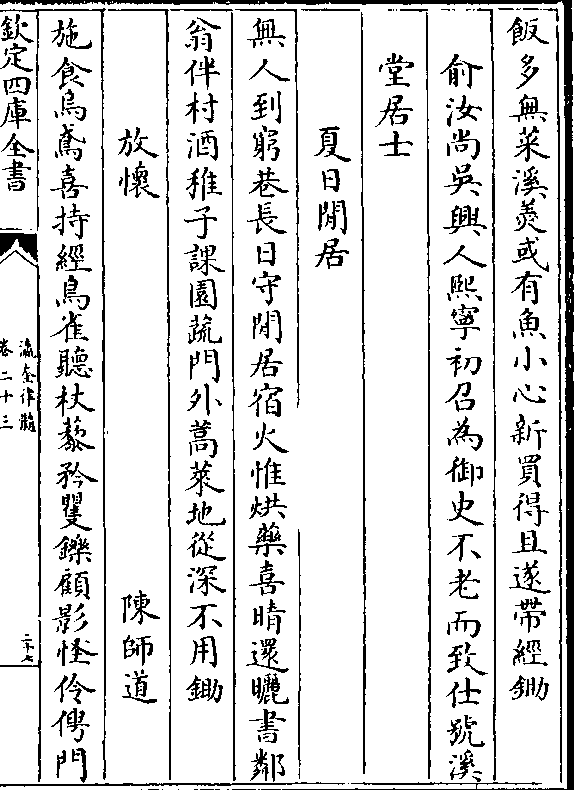 飯多無菜溪羮或有魚小心新買得且遂帶經鋤
俞汝尚吳興人熙寧初召為御史不老而致仕號溪
堂居士
夏日閒居
無人到窮巷長日守閒居宿火惟烘藥喜晴還曬書鄰
翁伴村酒稚子課園蔬門外蒿萊地從深不用鋤
放懷 陳師道
施食烏鳶喜持經鳥雀聽杖藜矜矍鑠顧影怪伶俜門
欽定四庫全書
瀛奎律髓
卷二十三
二十七